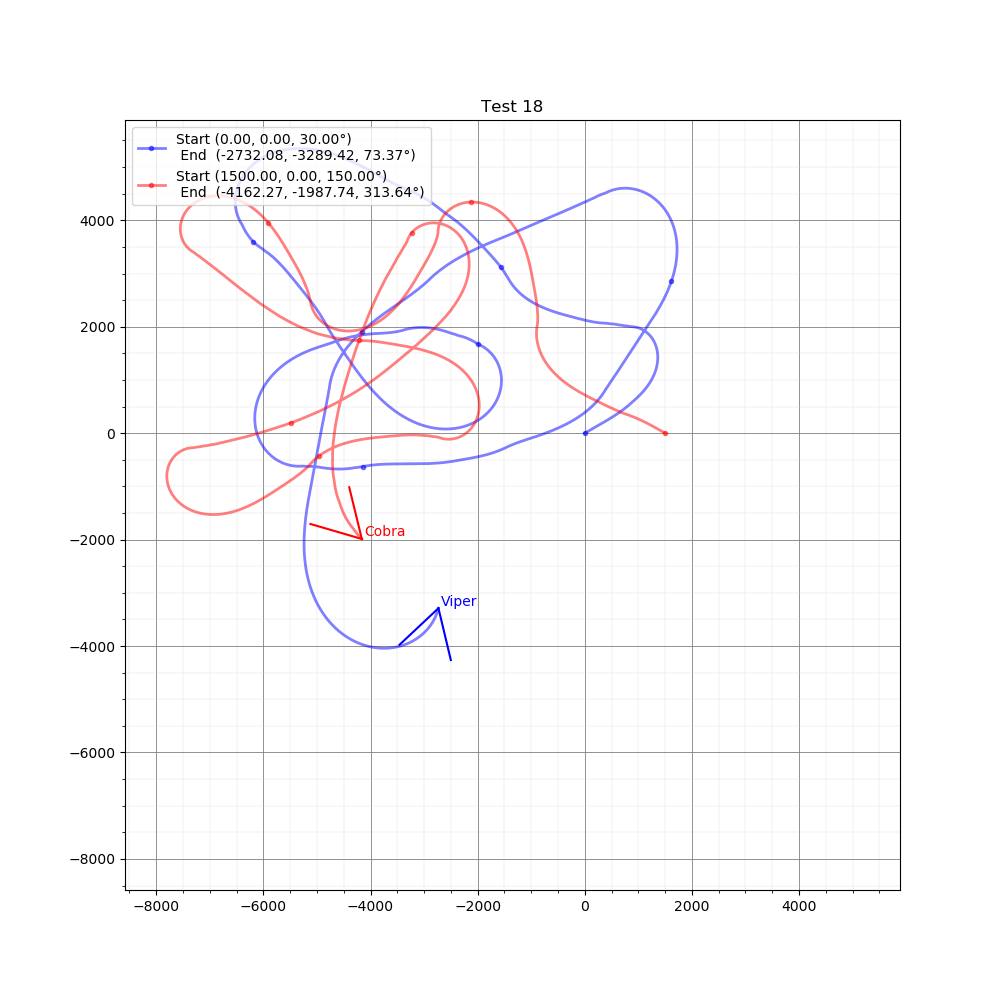 Test 18
Start (0.00, 0.00, 30.00°)
End (-2732.08, -3289.42, 73.37°)
Start (1500.00, 0.00, 150.00°)
End (-4162.27, -1987.74, 313.64°)
4000
2000
0
−2000
−4000
−6000
−8000
Cobra
Viper
−8000 −6000 −4000 −2000 0 2000 4000